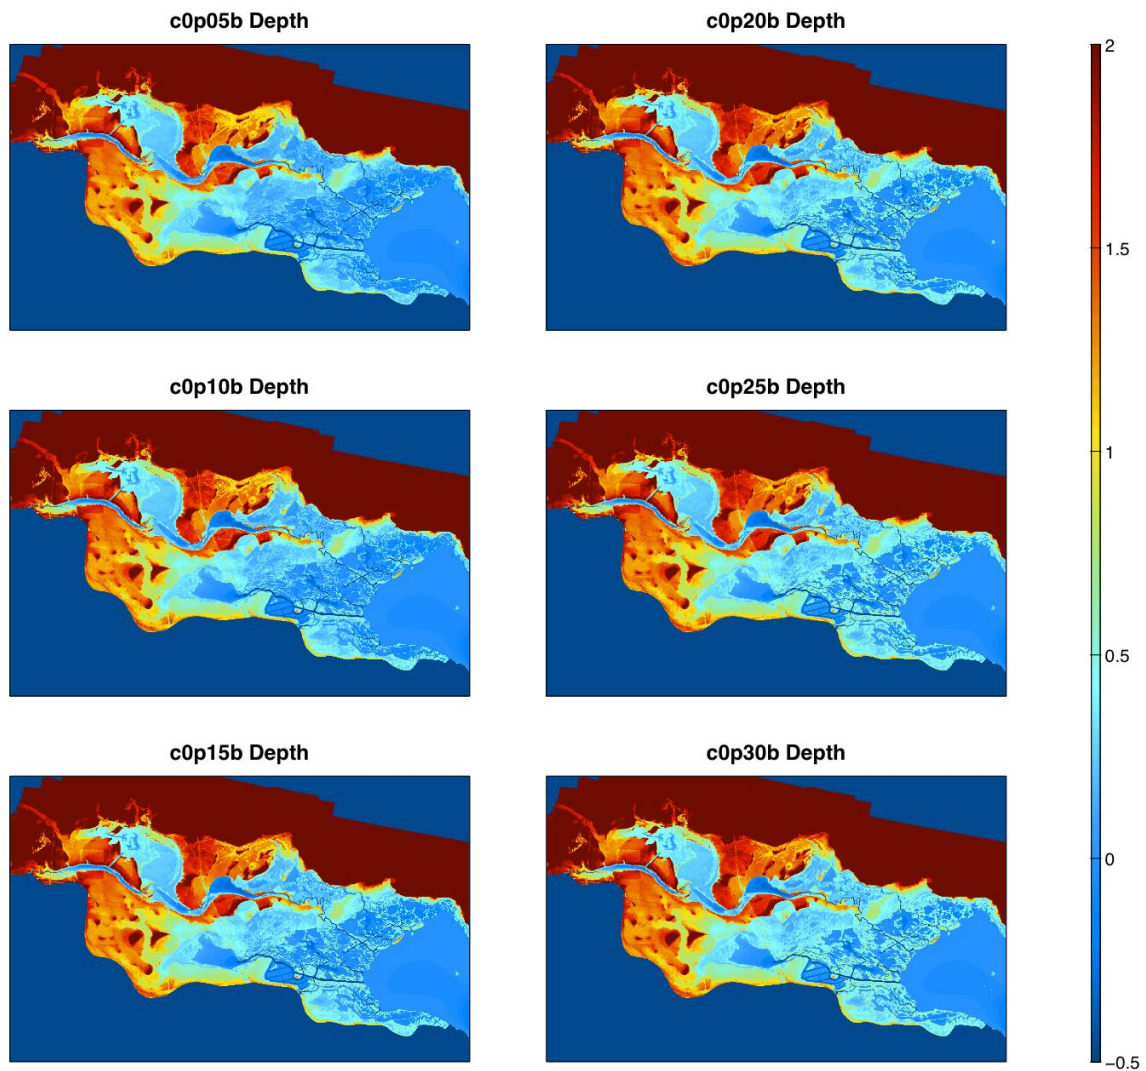 c0p05b Depth
c0p20b Depth
c0p10b Depth
c0p25b Depth
c0p15b Depth
c0p30b Depth
2
1.5
1
0.5
0
−0.5